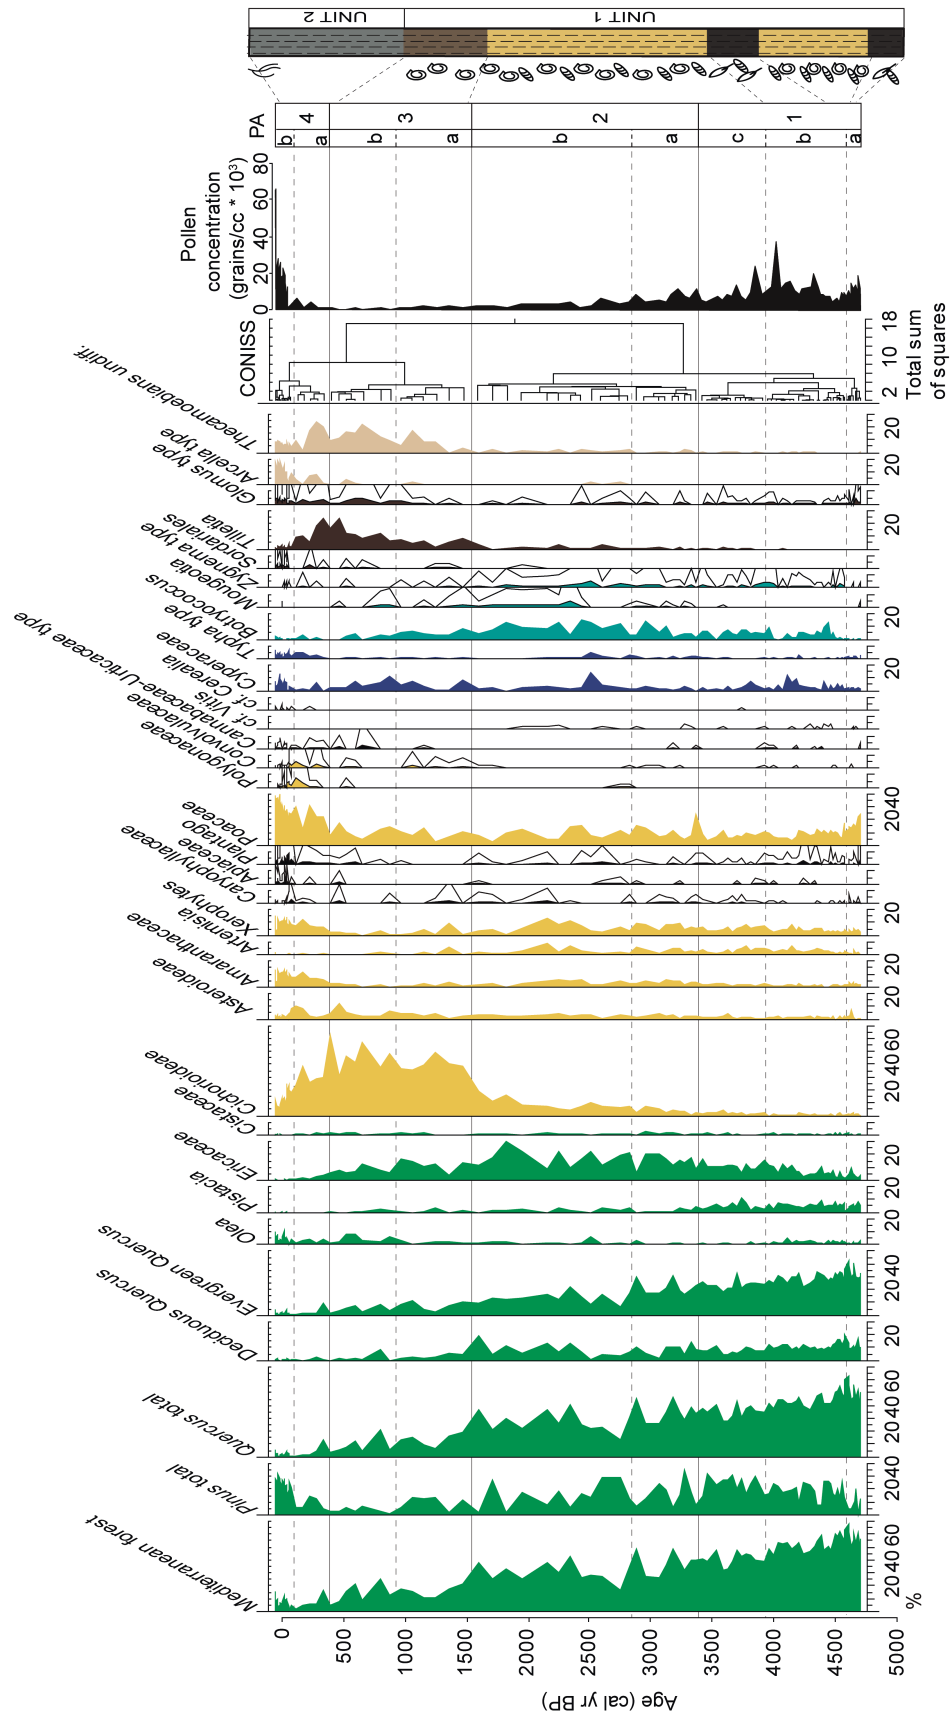 UNIT 2
UNIT 1
PA
4
3
2
1
b
a
b
a
b
a
c
b
a
Pollen
concentration
(grains/cc * 10³)
0
20
40
60
80
CONISS
2
10
18
Total sum
of squares
Thecamoebians undiff.
20
Arcella type
20
Glomus type
Tilletia
20
Sordariales
Zygnema type
Mougeotia
Botryococcus
20
Typha type
Cyperaceae
20
Cerealia
cf. Vitis
Cannabaceae-Urticaceae type
Convolvulaceae
Polygonaceae
Poaceae
20
40
Plantago
Apiaceae
Caryophyllaceae
Xerophytes
20
Artemisia
Amaranthaceae
20
Asteroideae
20
Cichorioideae
20
40
60
Cistaceae
Ericaceae
20
Pistacia
20
Olea
20
Evergreen Quercus
20
40
Deciduous Quercus
20
Quercus total
20
40
60
Pinus total
20
40
Mediterranean forest
20
40
60
%
0
500
1000
1500
2000
2500
3000
3500
4000
4500
5000
Age (cal yr BP)